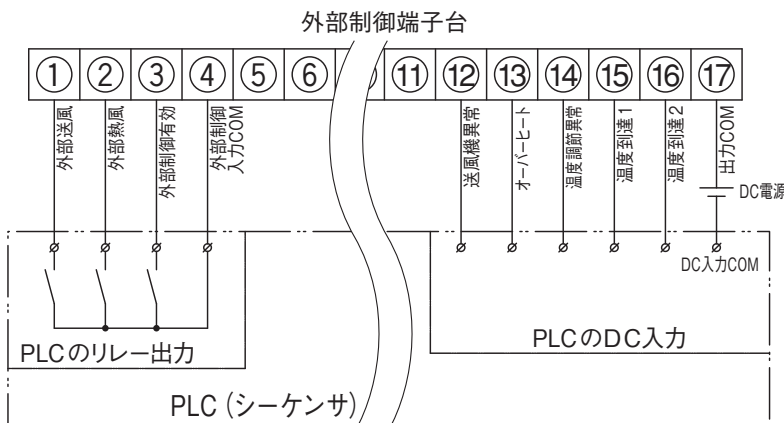 外部制御端子台
① ② ③ ④ ⑤ ⑥ ⑪ ⑫ ⑬ ⑭ ⑮ ⑯ ⑰
外部送風
外部熱風
外部制御有効
外部制御
入力COM
送風機異常
オーバーヒート
温度調節異常
温度到達1
温度到達2
出力COM
DC電源
DC入力COM
PLCのリレー出力
PLCのDC入力
PLC(シーケンサ)